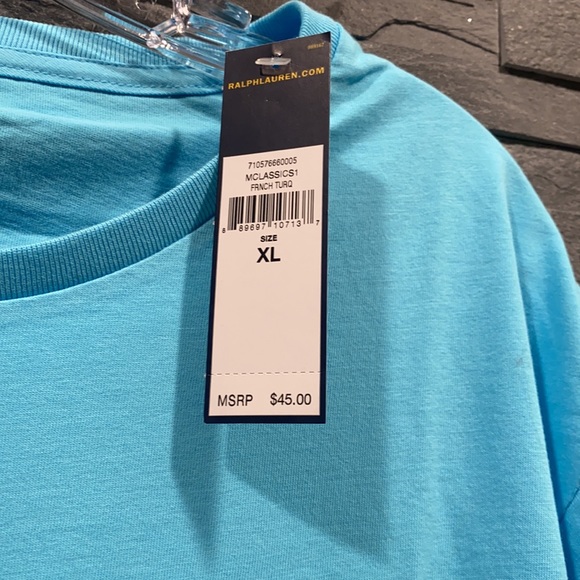 RALPHLAUREN.COM
710576660005
MCLASSICS1
FRNCH TURQ
8 89697 10713 7
SIZE
XL
MSRP $45.00